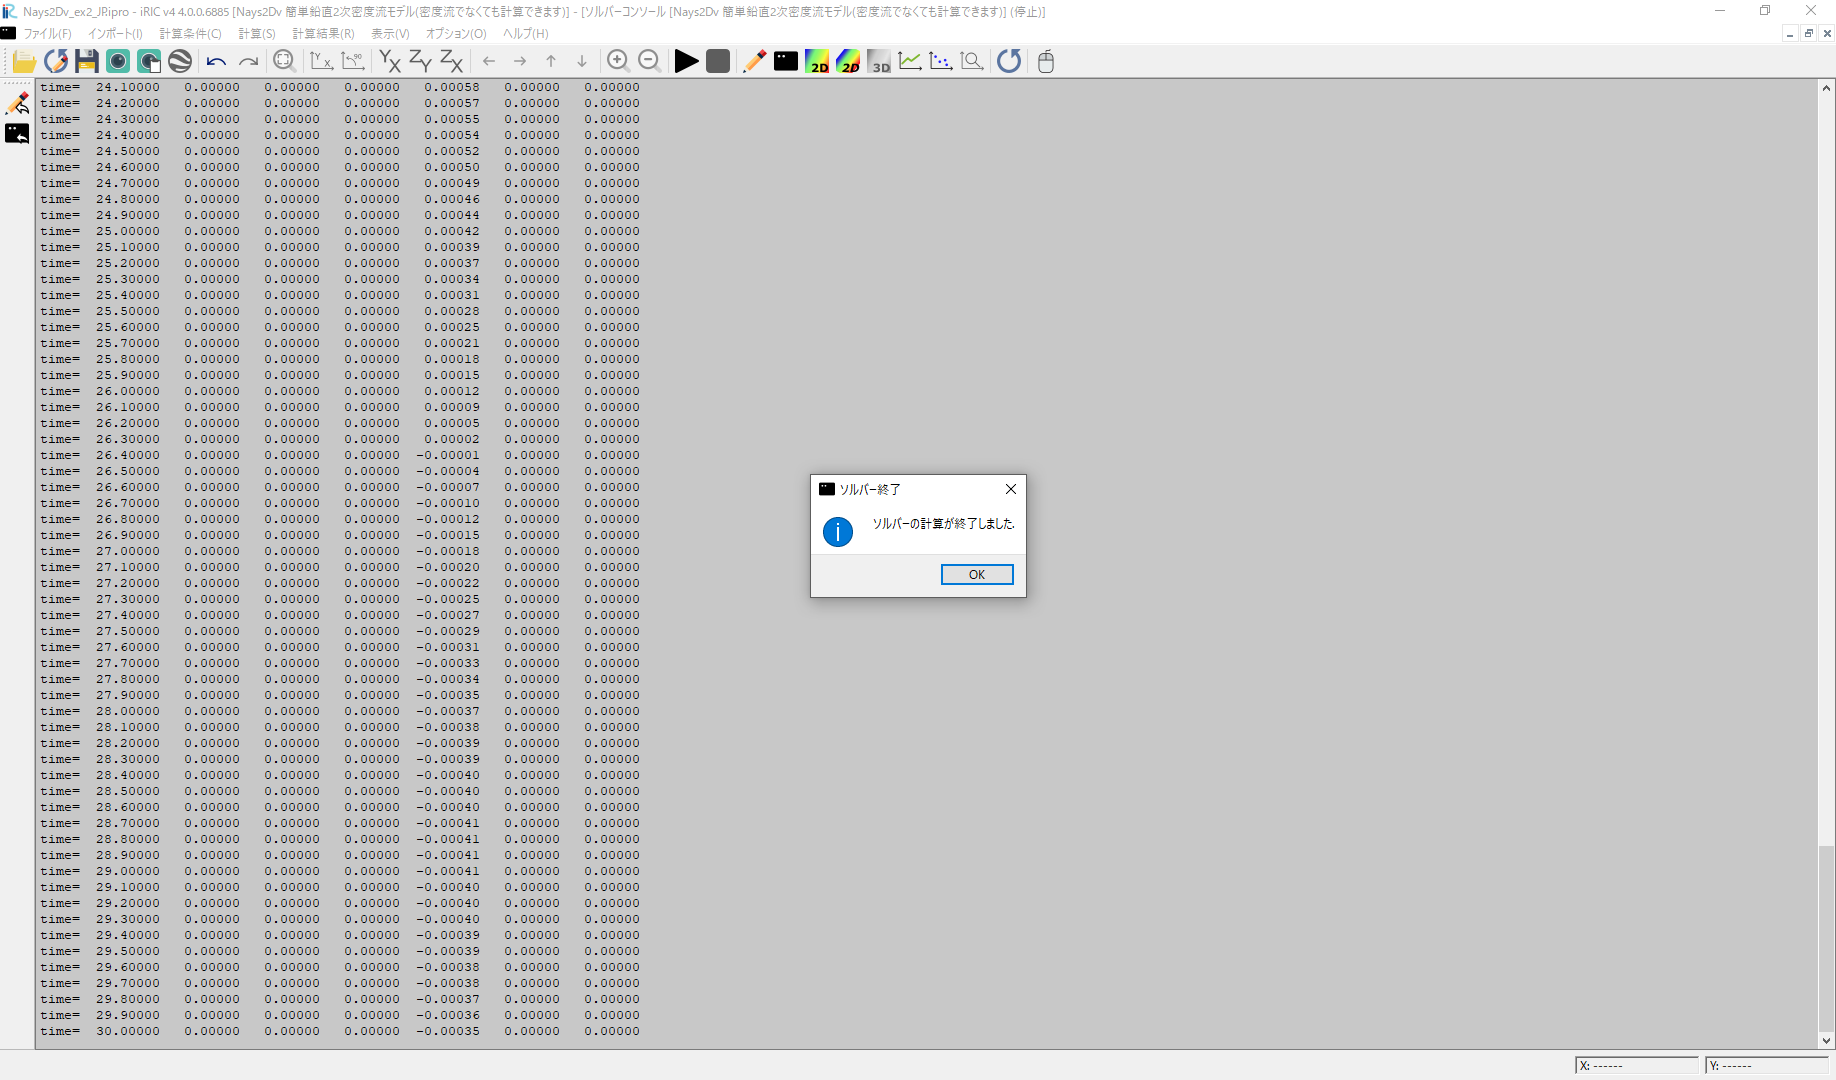 Nays2Dv_ex2_JRipro - iRIC v4 4.0.0.6885 [Nays2Dv 簡単鉛直2次密度流モデル(密度流でなくても計算できます)] - [ソルバーコンソール [Nays2Dv 簡単鉛直2次密度流モデル(密度流でなくても計算できます)] (停止)]
ファイル(F) インポート(I) 計算条件(C) 計算(S) 計算結果(R) 表示(V) オプション(O) ヘルプ(H)
time= 24.10000 0.00000 0.00000 0.00000 0.00058 0.00000 0.00000
time= 24.20000 0.00000 0.00000 0.00000 0.00057 0.00000 0.00000
time= 24.30000 0.00000 0.00000 0.00000 0.00055 0.00000 0.00000
time= 24.40000 0.00000 0.00000 0.00000 0.00054 0.00000 0.00000
time= 24.50000 0.00000 0.00000 0.00000 0.00052 0.00000 0.00000
time= 24.60000 0.00000 0.00000 0.00000 0.00050 0.00000 0.00000
time= 24.70000 0.00000 0.00000 0.00000 0.00049 0.00000 0.00000
time= 24.80000 0.00000 0.00000 0.00000 0.00046 0.00000 0.00000
time= 24.90000 0.00000 0.00000 0.00000 0.00044 0.00000 0.00000
time= 25.00000 0.00000 0.00000 0.00000 0.00042 0.00000 0.00000
time= 25.10000 0.00000 0.00000 0.00000 0.00039 0.00000 0.00000
time= 25.20000 0.00000 0.00000 0.00000 0.00037 0.00000 0.00000
time= 25.30000 0.00000 0.00000 0.00000 0.00034 0.00000 0.00000
time= 25.40000 0.00000 0.00000 0.00000 0.00031 0.00000 0.00000
time= 25.50000 0.00000 0.00000 0.00000 0.00028 0.00000 0.00000
time= 25.60000 0.00000 0.00000 0.00000 0.00025 0.00000 0.00000
time= 25.70000 0.00000 0.00000 0.00000 0.00021 0.00000 0.00000
time= 25.80000 0.00000 0.00000 0.00000 0.00018 0.00000 0.00000
time= 25.90000 0.00000 0.00000 0.00000 0.00015 0.00000 0.00000
time= 26.00000 0.00000 0.00000 0.00000 0.00012 0.00000 0.00000
time= 26.10000 0.00000 0.00000 0.00000 0.00009 0.00000 0.00000
time= 26.20000 0.00000 0.00000 0.00000 0.00005 0.00000 0.00000
time= 26.30000 0.00000 0.00000 0.00000 0.00002 0.00000 0.00000
time= 26.40000 0.00000 0.00000 0.00000 -0.00001 0.00000 0.00000
time= 26.50000 0.00000 0.00000 0.00000 -0.00004 0.00000 0.00000
time= 26.60000 0.00000 0.00000 0.00000 -0.00007 0.00000 0.00000
time= 26.70000 0.00000 0.00000 0.00000 -0.00010 0.00000 0.00000
time= 26.80000 0.00000 0.00000 0.00000 -0.00012 0.00000 0.00000
time= 26.90000 0.00000 0.00000 0.00000 -0.00015 0.00000 0.00000
time= 27.00000 0.00000 0.00000 0.00000 -0.00018 0.00000 0.00000
time= 27.10000 0.00000 0.00000 0.00000 -0.00020 0.00000 0.00000
time= 27.20000 0.00000 0.00000 0.00000 -0.00022 0.00000 0.00000
time= 27.30000 0.00000 0.00000 0.00000 -0.00025 0.00000 0.00000
time= 27.40000 0.00000 0.00000 0.00000 -0.00027 0.00000 0.00000
time= 27.50000 0.00000 0.00000 0.00000 -0.00029 0.00000 0.00000
time= 27.60000 0.00000 0.00000 0.00000 -0.00031 0.00000 0.00000
time= 27.70000 0.00000 0.00000 0.00000 -0.00033 0.00000 0.00000
time= 27.80000 0.00000 0.00000 0.00000 -0.00034 0.00000 0.00000
time= 27.90000 0.00000 0.00000 0.00000 -0.00035 0.00000 0.00000
time= 28.00000 0.00000 0.00000 0.00000 -0.00037 0.00000 0.00000
time= 28.10000 0.00000 0.00000 0.00000 -0.00038 0.00000 0.00000
time= 28.20000 0.00000 0.00000 0.00000 -0.00039 0.00000 0.00000
time= 28.30000 0.00000 0.00000 0.00000 -0.00039 0.00000 0.00000
time= 28.40000 0.00000 0.00000 0.00000 -0.00040 0.00000 0.00000
time= 28.50000 0.00000 0.00000 0.00000 -0.00040 0.00000 0.00000
time= 28.60000 0.00000 0.00000 0.00000 -0.00040 0.00000 0.00000
time= 28.70000 0.00000 0.00000 0.00000 -0.00041 0.00000 0.00000
time= 28.80000 0.00000 0.00000 0.00000 -0.00041 0.00000 0.00000
time= 28.90000 0.00000 0.00000 0.00000 -0.00041 0.00000 0.00000
time= 29.00000 0.00000 0.00000 0.00000 -0.00041 0.00000 0.00000
time= 29.10000 0.00000 0.00000 0.00000 -0.00040 0.00000 0.00000
time= 29.20000 0.00000 0.00000 0.00000 -0.00040 0.00000 0.00000
time= 29.30000 0.00000 0.00000 0.00000 -0.00040 0.00000 0.00000
time= 29.40000 0.00000 0.00000 0.00000 -0.00039 0.00000 0.00000
time= 29.50000 0.00000 0.00000 0.00000 -0.00039 0.00000 0.00000
time= 29.60000 0.00000 0.00000 0.00000 -0.00038 0.00000 0.00000
time= 29.70000 0.00000 0.00000 0.00000 -0.00038 0.00000 0.00000
time= 29.80000 0.00000 0.00000 0.00000 -0.00037 0.00000 0.00000
time= 29.90000 0.00000 0.00000 0.00000 -0.00036 0.00000 0.00000
time= 30.00000 0.00000 0.00000 0.00000 -0.00035 0.00000 0.00000
ソルバー終了
ソルバーの計算が終了しました.
OK
X: ------ Y: ------